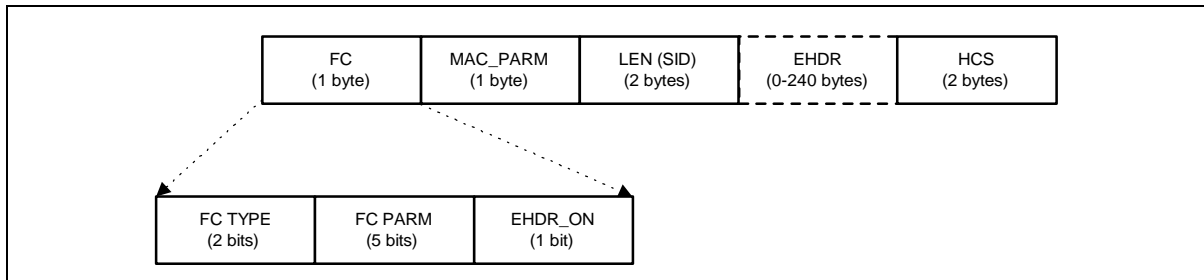 FC
(1 byte)
MAC_PARM
(1 byte)
LEN (SID)
(2 bytes)
EHDR
(0-240 bytes)
HCS
(2 bytes)
FC TYPE
(2 bits)
FC PARM
(5 bits)
EHDR_ON
(1 bit)